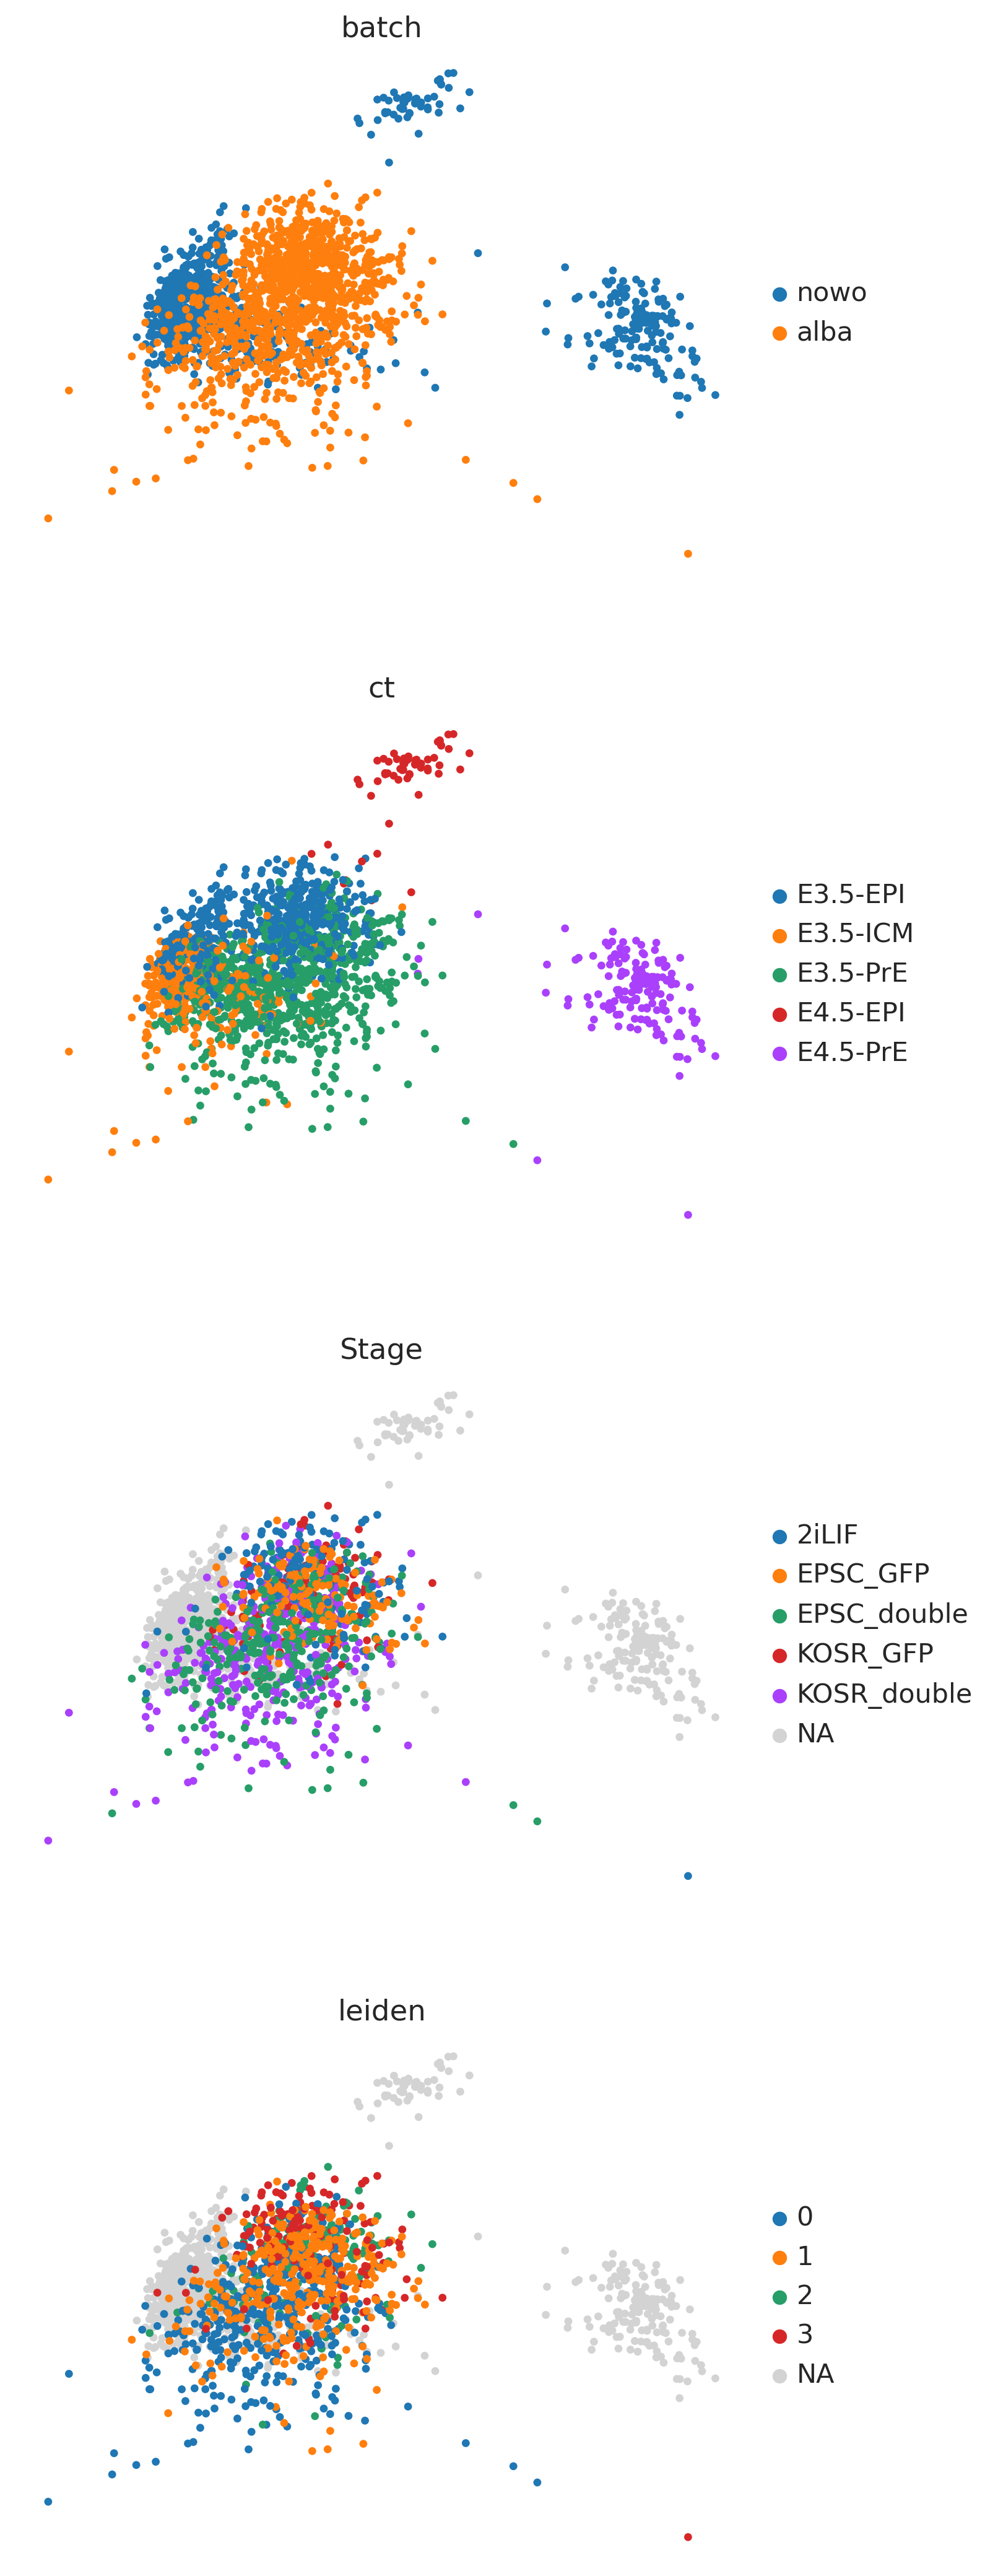 batch
nowo
alba
ct
E3.5-EPI
E3.5-ICM
E3.5-PrE
E4.5-EPI
E4.5-PrE
Stage
2iLIF
EPSC_GFP
EPSC_double
KOSR_GFP
KOSR_double
NA
leiden
0
1
2
3
NA